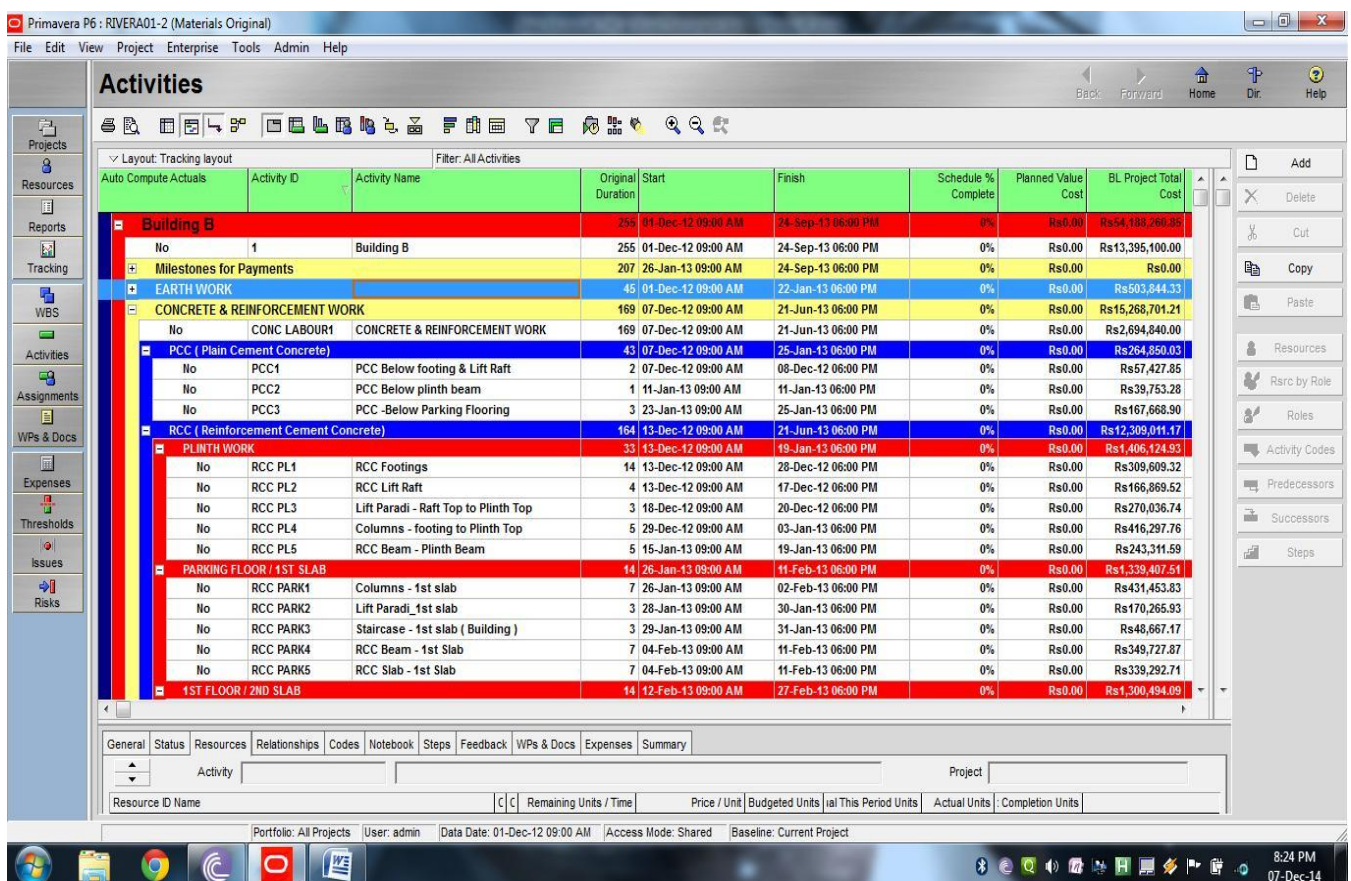 Primavera P6 : RIVERA01-2 (Materials Original)
File Edit View Project Enterprise Tools Admin Help
Activities
Back Forward Home Dir. Help
Projects
Resources
Reports
Tracking
WBS
Activities
Assignments
WPs & Docs
Expenses
Thresholds
Issues
Risks
Layout: Tracking layout Filter: All Activities
Auto Compute Actuals Activity ID Activity Name Original Duration Start Finish Schedule % Complete Planned Value Cost BL Project Total Cost
Building B 255 01-Dec-12 09:00 AM 24-Sep-13 06:00 PM 0% Rs0.00 Rs54,188,260.85
No 1 Building B 255 01-Dec-12 09:00 AM 24-Sep-13 06:00 PM 0% Rs0.00 Rs13,395,100.00
Milestones for Payments 207 26-Jan-13 09:00 AM 24-Sep-13 06:00 PM 0% Rs0.00 Rs0.00
EARTH WORK 45 01-Dec-12 09:00 AM 22-Jan-13 06:00 PM 0% Rs0.00 Rs503,844.33
CONCRETE & REINFORCEMENT WORK 169 07-Dec-12 09:00 AM 21-Jun-13 06:00 PM 0% Rs0.00 Rs15,268,701.21
No CONC LABOUR1 CONCRETE & REINFORCEMENT WORK 169 07-Dec-12 09:00 AM 21-Jun-13 06:00 PM 0% Rs0.00 Rs2,694,840.00
PCC ( Plain Cement Concrete) 43 07-Dec-12 09:00 AM 25-Jan-13 06:00 PM 0% Rs0.00 Rs264,850.03
No PCC1 PCC Below footing & Lift Raft 2 07-Dec-12 09:00 AM 08-Dec-12 06:00 PM 0% Rs0.00 Rs57,427.85
No PCC2 PCC Below plinth beam 1 11-Jan-13 09:00 AM 11-Jan-13 06:00 PM 0% Rs0.00 Rs39,753.28
No PCC3 PCC -Below Parking Flooring 3 23-Jan-13 09:00 AM 25-Jan-13 06:00 PM 0% Rs0.00 Rs167,668.90
RCC ( Reinforcement Cement Concrete) 164 13-Dec-12 09:00 AM 21-Jun-13 06:00 PM 0% Rs0.00 Rs12,309,011.17
PLINTH WORK 33 13-Dec-12 09:00 AM 19-Jan-13 06:00 PM 0% Rs0.00 Rs1,406,124.93
No RCC PL1 RCC Footings 14 13-Dec-12 09:00 AM 28-Dec-12 06:00 PM 0% Rs0.00 Rs309,609.32
No RCC PL2 RCC Lift Raft 4 13-Dec-12 09:00 AM 17-Dec-12 06:00 PM 0% Rs0.00 Rs166,869.52
No RCC PL3 Lift Paradi - Raft Top to Plinth Top 3 18-Dec-12 09:00 AM 20-Dec-12 06:00 PM 0% Rs0.00 Rs270,036.74
No RCC PL4 Columns - footing to Plinth Top 5 29-Dec-12 09:00 AM 03-Jan-13 06:00 PM 0% Rs0.00 Rs416,297.76
No RCC PL5 RCC Beam - Plinth Beam 5 15-Jan-13 09:00 AM 19-Jan-13 06:00 PM 0% Rs0.00 Rs243,311.59
PARKING FLOOR / 1ST SLAB 14 26-Jan-13 09:00 AM 11-Feb-13 06:00 PM 0% Rs0.00 Rs1,339,407.51
No RCC PARK1 Columns - 1st slab 7 26-Jan-13 09:00 AM 02-Feb-13 06:00 PM 0% Rs0.00 Rs431,453.83
No RCC PARK2 Lift Paradi_1st slab 3 28-Jan-13 09:00 AM 30-Jan-13 06:00 PM 0% Rs0.00 Rs170,265.93
No RCC PARK3 Staircase - 1st slab ( Building ) 3 29-Jan-13 09:00 AM 31-Jan-13 06:00 PM 0% Rs0.00 Rs48,667.17
No RCC PARK4 RCC Beam - 1st Slab 7 04-Feb-13 09:00 AM 11-Feb-13 06:00 PM 0% Rs0.00 Rs349,727.87
No RCC PARK5 RCC Slab - 1st Slab 7 04-Feb-13 09:00 AM 11-Feb-13 06:00 PM 0% Rs0.00 Rs339,292.71
1ST FLOOR / 2ND SLAB 14 12-Feb-13 09:00 AM 27-Feb-13 06:00 PM 0% Rs0.00 Rs1,300,494.09
Add
Delete
Cut
Copy
Paste
Resources
Rsrc by Role
Roles
Activity Codes
Predecessors
Successors
Steps
General Status Resources Relationships Codes Notebook Steps Feedback WPs & Docs Expenses Summary
Activity Project
Resource ID Name C C Remaining Units / Time Price / Unit Budgeted Units ial This Period Units Actual Units : Completion Units
Portfolio: All Projects User: admin Data Date: 01-Dec-12 09:00 AM Access Mode: Shared Baseline: Current Project
8:24 PM
07-Dec-14